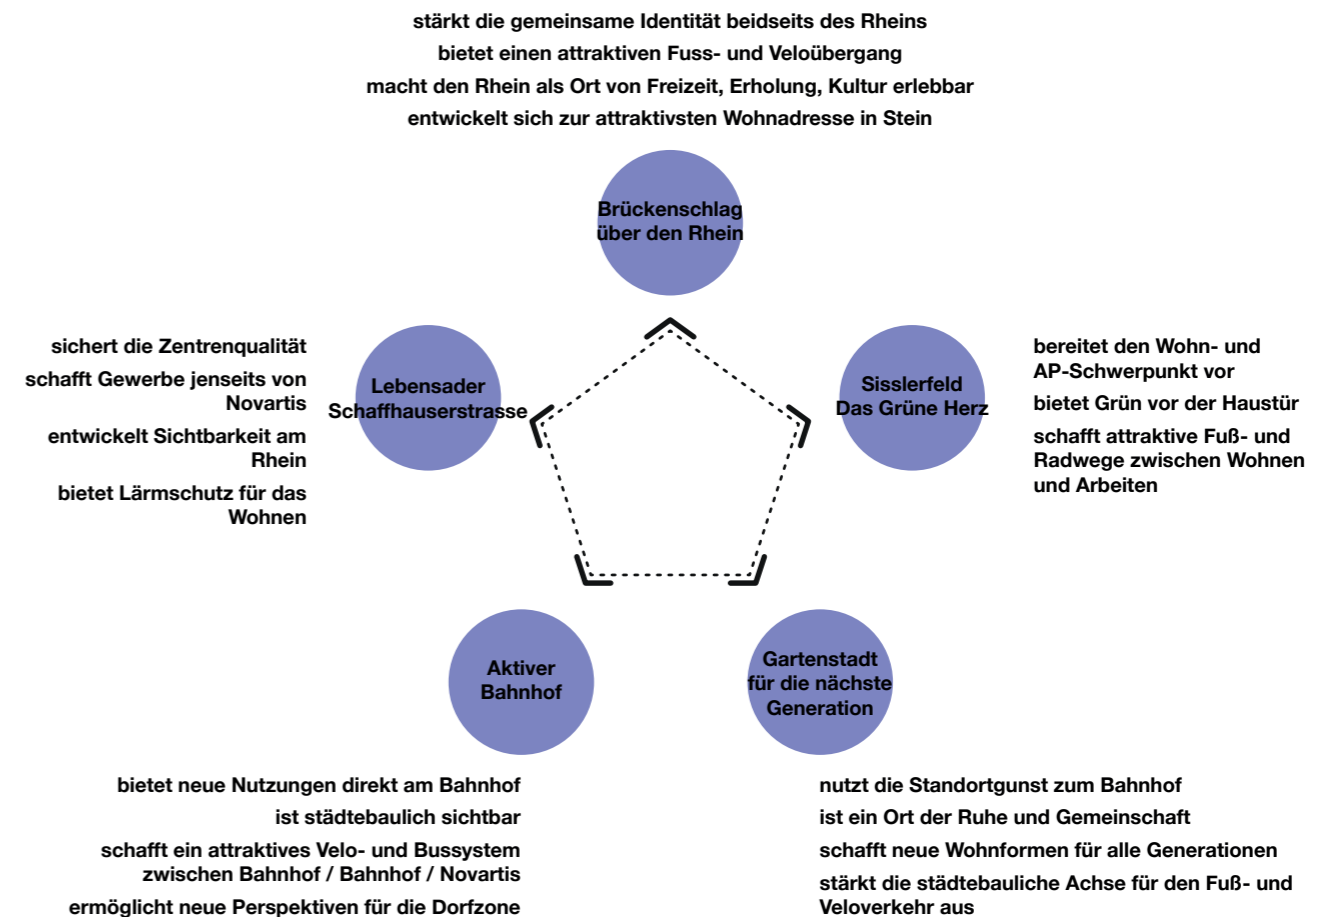 stärkt die gemeinsame Identität beidseits des Rheins
bietet einen attraktiven Fuss- und Veloübergang
macht den Rhein als Ort von Freizeit, Erholung, Kultur erlebbar
entwickelt sich zur attraktivsten Wohnadresse in Stein
Brückenschlag
über den Rhein
sichert die Zentrenqualität
schafft Gewerbe jenseits von
Novartis
entwickelt Sichtbarkeit am
Rhein
bietet Lärmschutz für das
Wohnen
Lebensader
Schaffhauserstrasse
Sisslerfeld
Das Grüne Herz
bereitet den Wohn- und
AP-Schwerpunkt vor
bietet Grün vor der Haustür
schafft attraktive Fuß- und
Radwege zwischen Wohnen
und Arbeiten
Aktiver
Bahnhof
bietet neue Nutzungen direkt am Bahnhof
ist städtebaulich sichtbar
schafft ein attraktives Velo- und Bussystem
zwischen Bahnhof / Bahnhof / Novartis
ermöglicht neue Perspektiven für die Dorfzone
Gartenstadt
für die nächste
Generation
nutzt die Standortgunst zum Bahnhof
ist ein Ort der Ruhe und Gemeinschaft
schafft neue Wohnformen für alle Generationen
stärkt die städtebauliche Achse für den Fuß- und
Veloverkehr aus